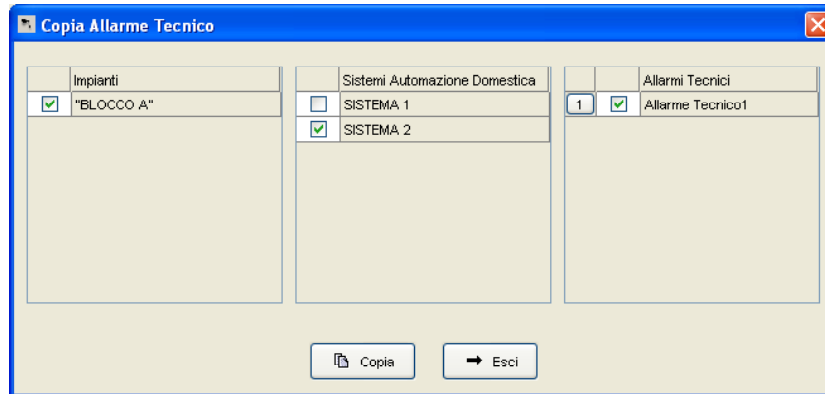 Copia Allarme Tecnico
Impianti
"BLOCCO A"
Sistemi Automazione Domestica
SISTEMA 1
SISTEMA 2
Allarmi Tecnici
1 Allarme Tecnico1
Copia
Esci